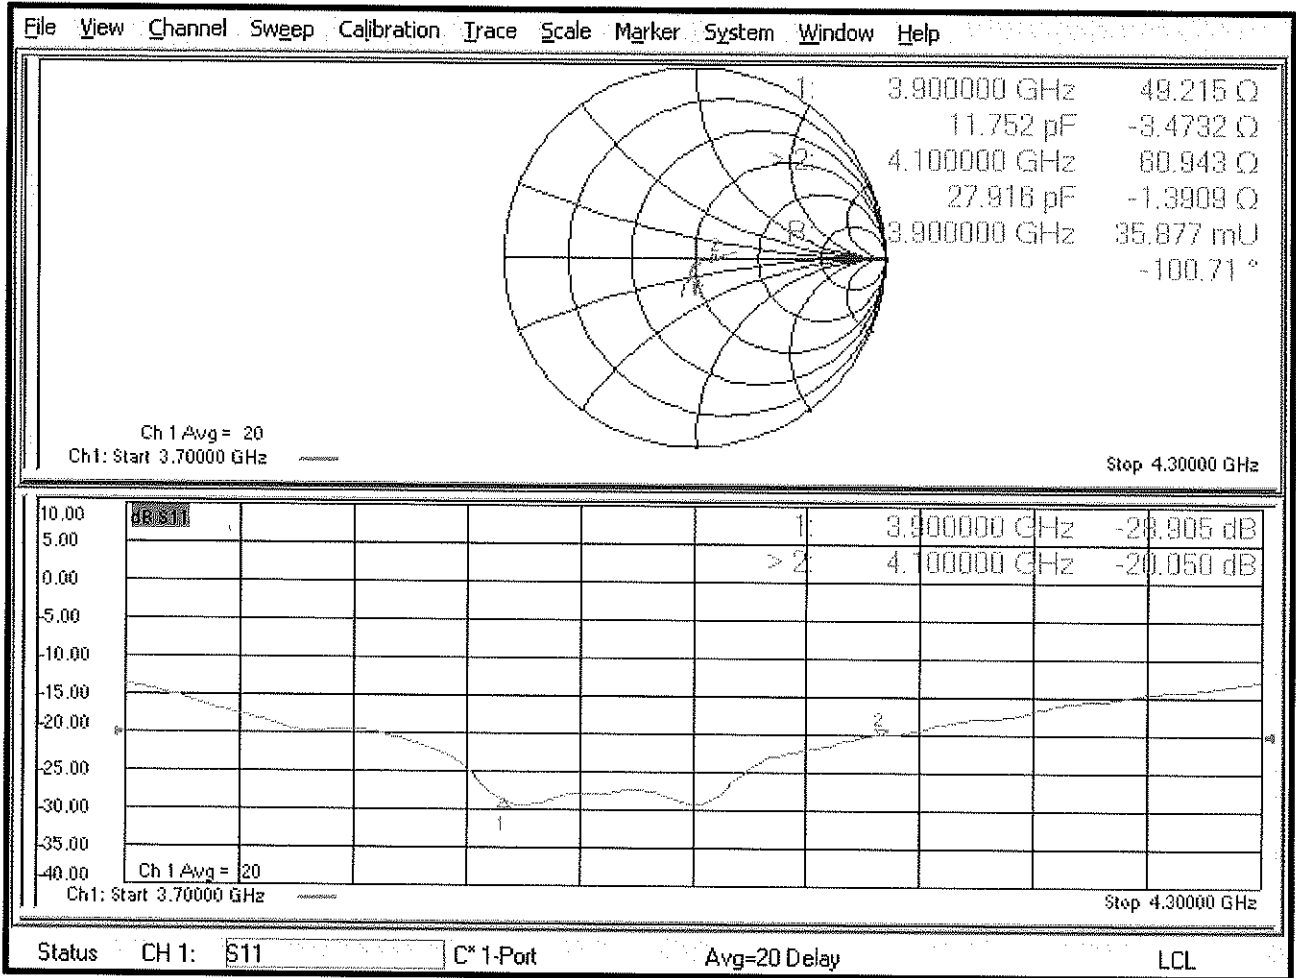 File View Channel Sweep Calibration Trace Scale Marker System Window Help
1: 3.900000 GHz 49.215 Ω
11.752 pF -3.4732 Ω
> 2: 4.100000 GHz 60.943 Ω
27.916 pF -1.3909 Ω
R 3.900000 GHz 35.877 mU
-100.71 °
2
Ch 1 Avg = 20
Ch1: Start 3.70000 GHz
Stop 4.30000 GHz
10.00
dB S11
1: 3.900000 GHz -28.905 dB
5.00
> 2: 4.100000 GHz -20.050 dB
0.00
-5.00
-10.00
-15.00
-20.00
2
-25.00
-30.00
1
-35.00
-40.00
Ch 1 Avg = 20
Ch1: Start 3.70000 GHz
Stop 4.30000 GHz
Status CH 1: S11 C* 1-Port Avg=20 Delay LCL